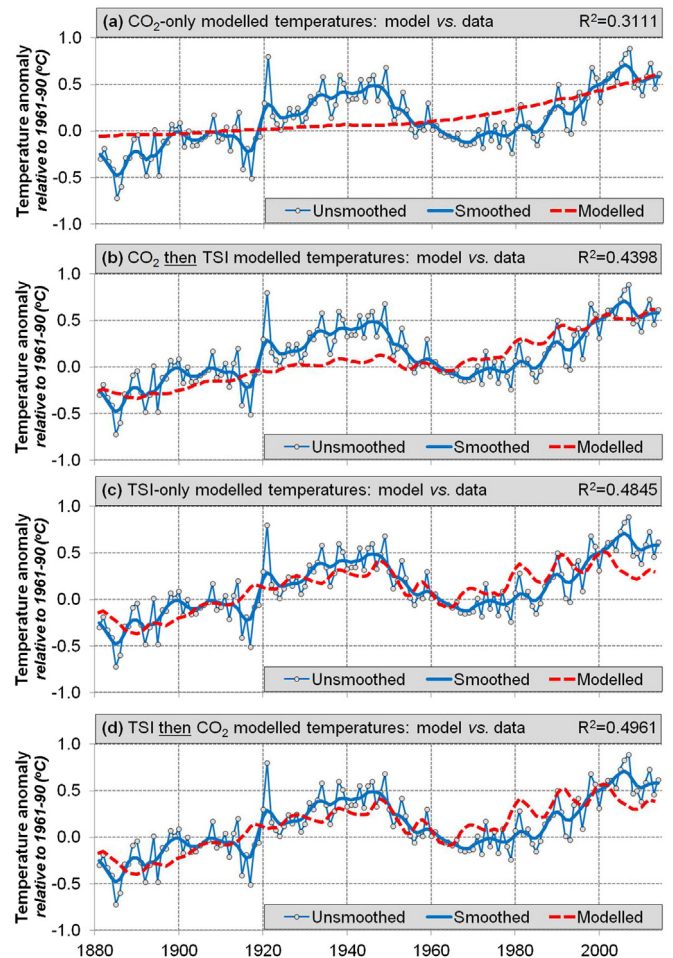 (a) CO₂-only modelled temperatures: model vs. data R²=0.3111
Temperature anomaly
relative to 1961-90 (ºC)
1.0
0.5
0.0
-0.5
-1.0
Unsmoothed Smoothed Modelled
(b) CO₂ then TSI modelled temperatures: model vs. data R²=0.4398
Temperature anomaly
relative to 1961-90 (ºC)
1.0
0.5
0.0
-0.5
-1.0
Unsmoothed Smoothed Modelled
(c) TSI-only modelled temperatures: model vs. data R²=0.4845
Temperature anomaly
relative to 1961-90 (ºC)
1.0
0.5
0.0
-0.5
-1.0
Unsmoothed Smoothed Modelled
(d) TSI then CO₂ modelled temperatures: model vs. data R²=0.4961
Temperature anomaly
relative to 1961-90 (ºC)
1.0
0.5
0.0
-0.5
-1.0
Unsmoothed Smoothed Modelled
1880 1900 1920 1940 1960 1980 2000